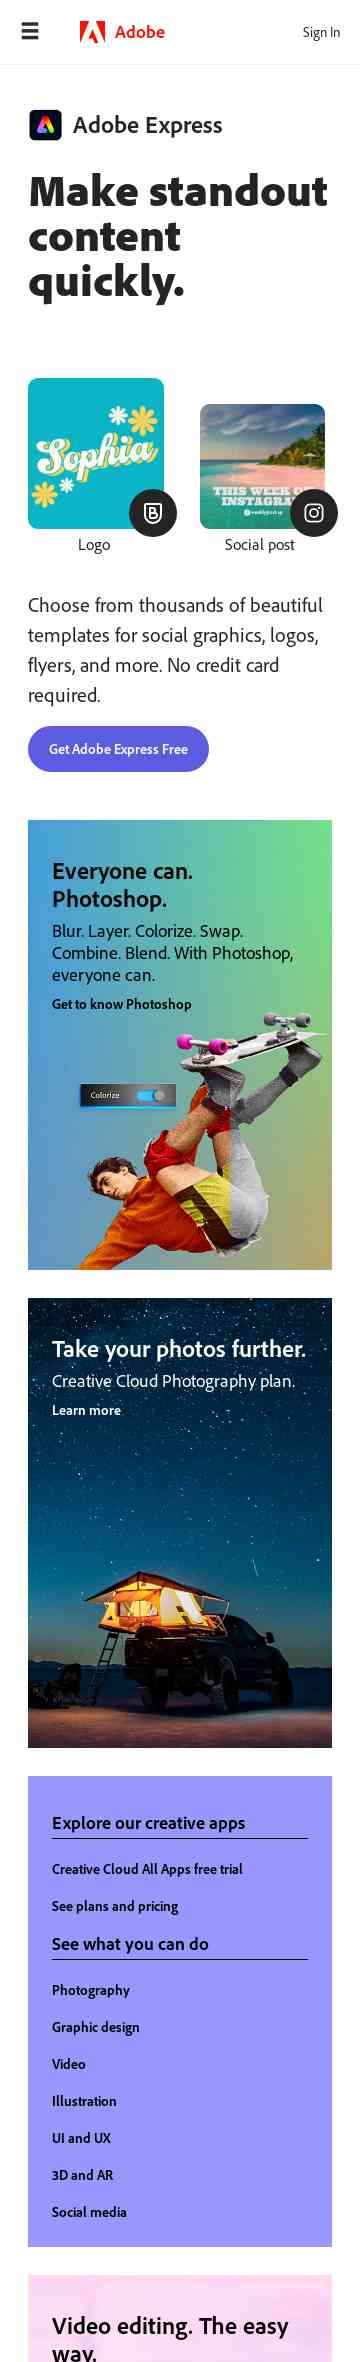 Adobe
Sign In
Adobe Express
Make standout
content
quickly.
Sophia
THIS WEEK ON
INSTAGRAM
Logo
Social post
Choose from thousands of beautiful
templates for social graphics, logos,
flyers, and more. No credit card
required.
Get Adobe Express Free
Everyone can.
Photoshop.
Blur. Layer. Colorize. Swap.
Combine. Blend. With Photoshop,
everyone can.
Get to know Photoshop
Colorize
Take your photos further.
Creative Cloud Photography plan.
Learn more
Explore our creative apps
Creative Cloud All Apps free trial
See plans and pricing
See what you can do
Photography
Graphic design
Video
Illustration
UI and UX
3D and AR
Social media
Video editing. The easy
way.